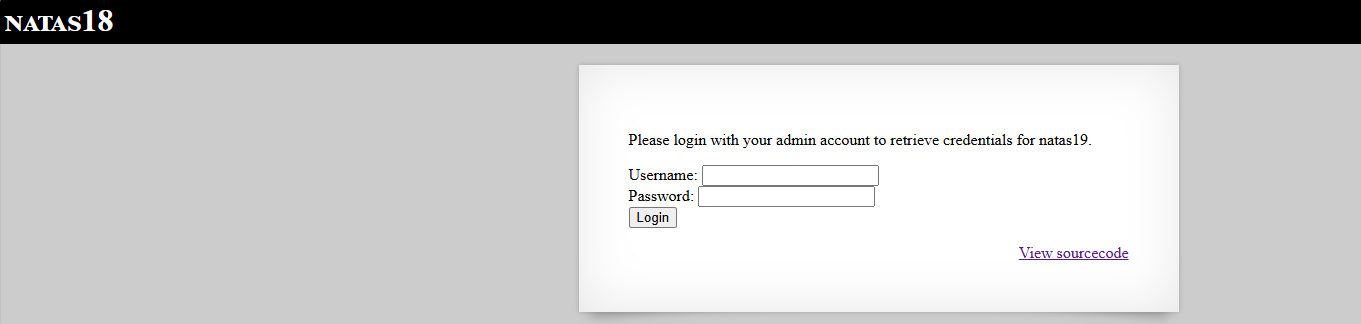 NATAS18
Please login with your admin account to retrieve credentials for natas19.
Username:
Password:
Login
View sourcecode